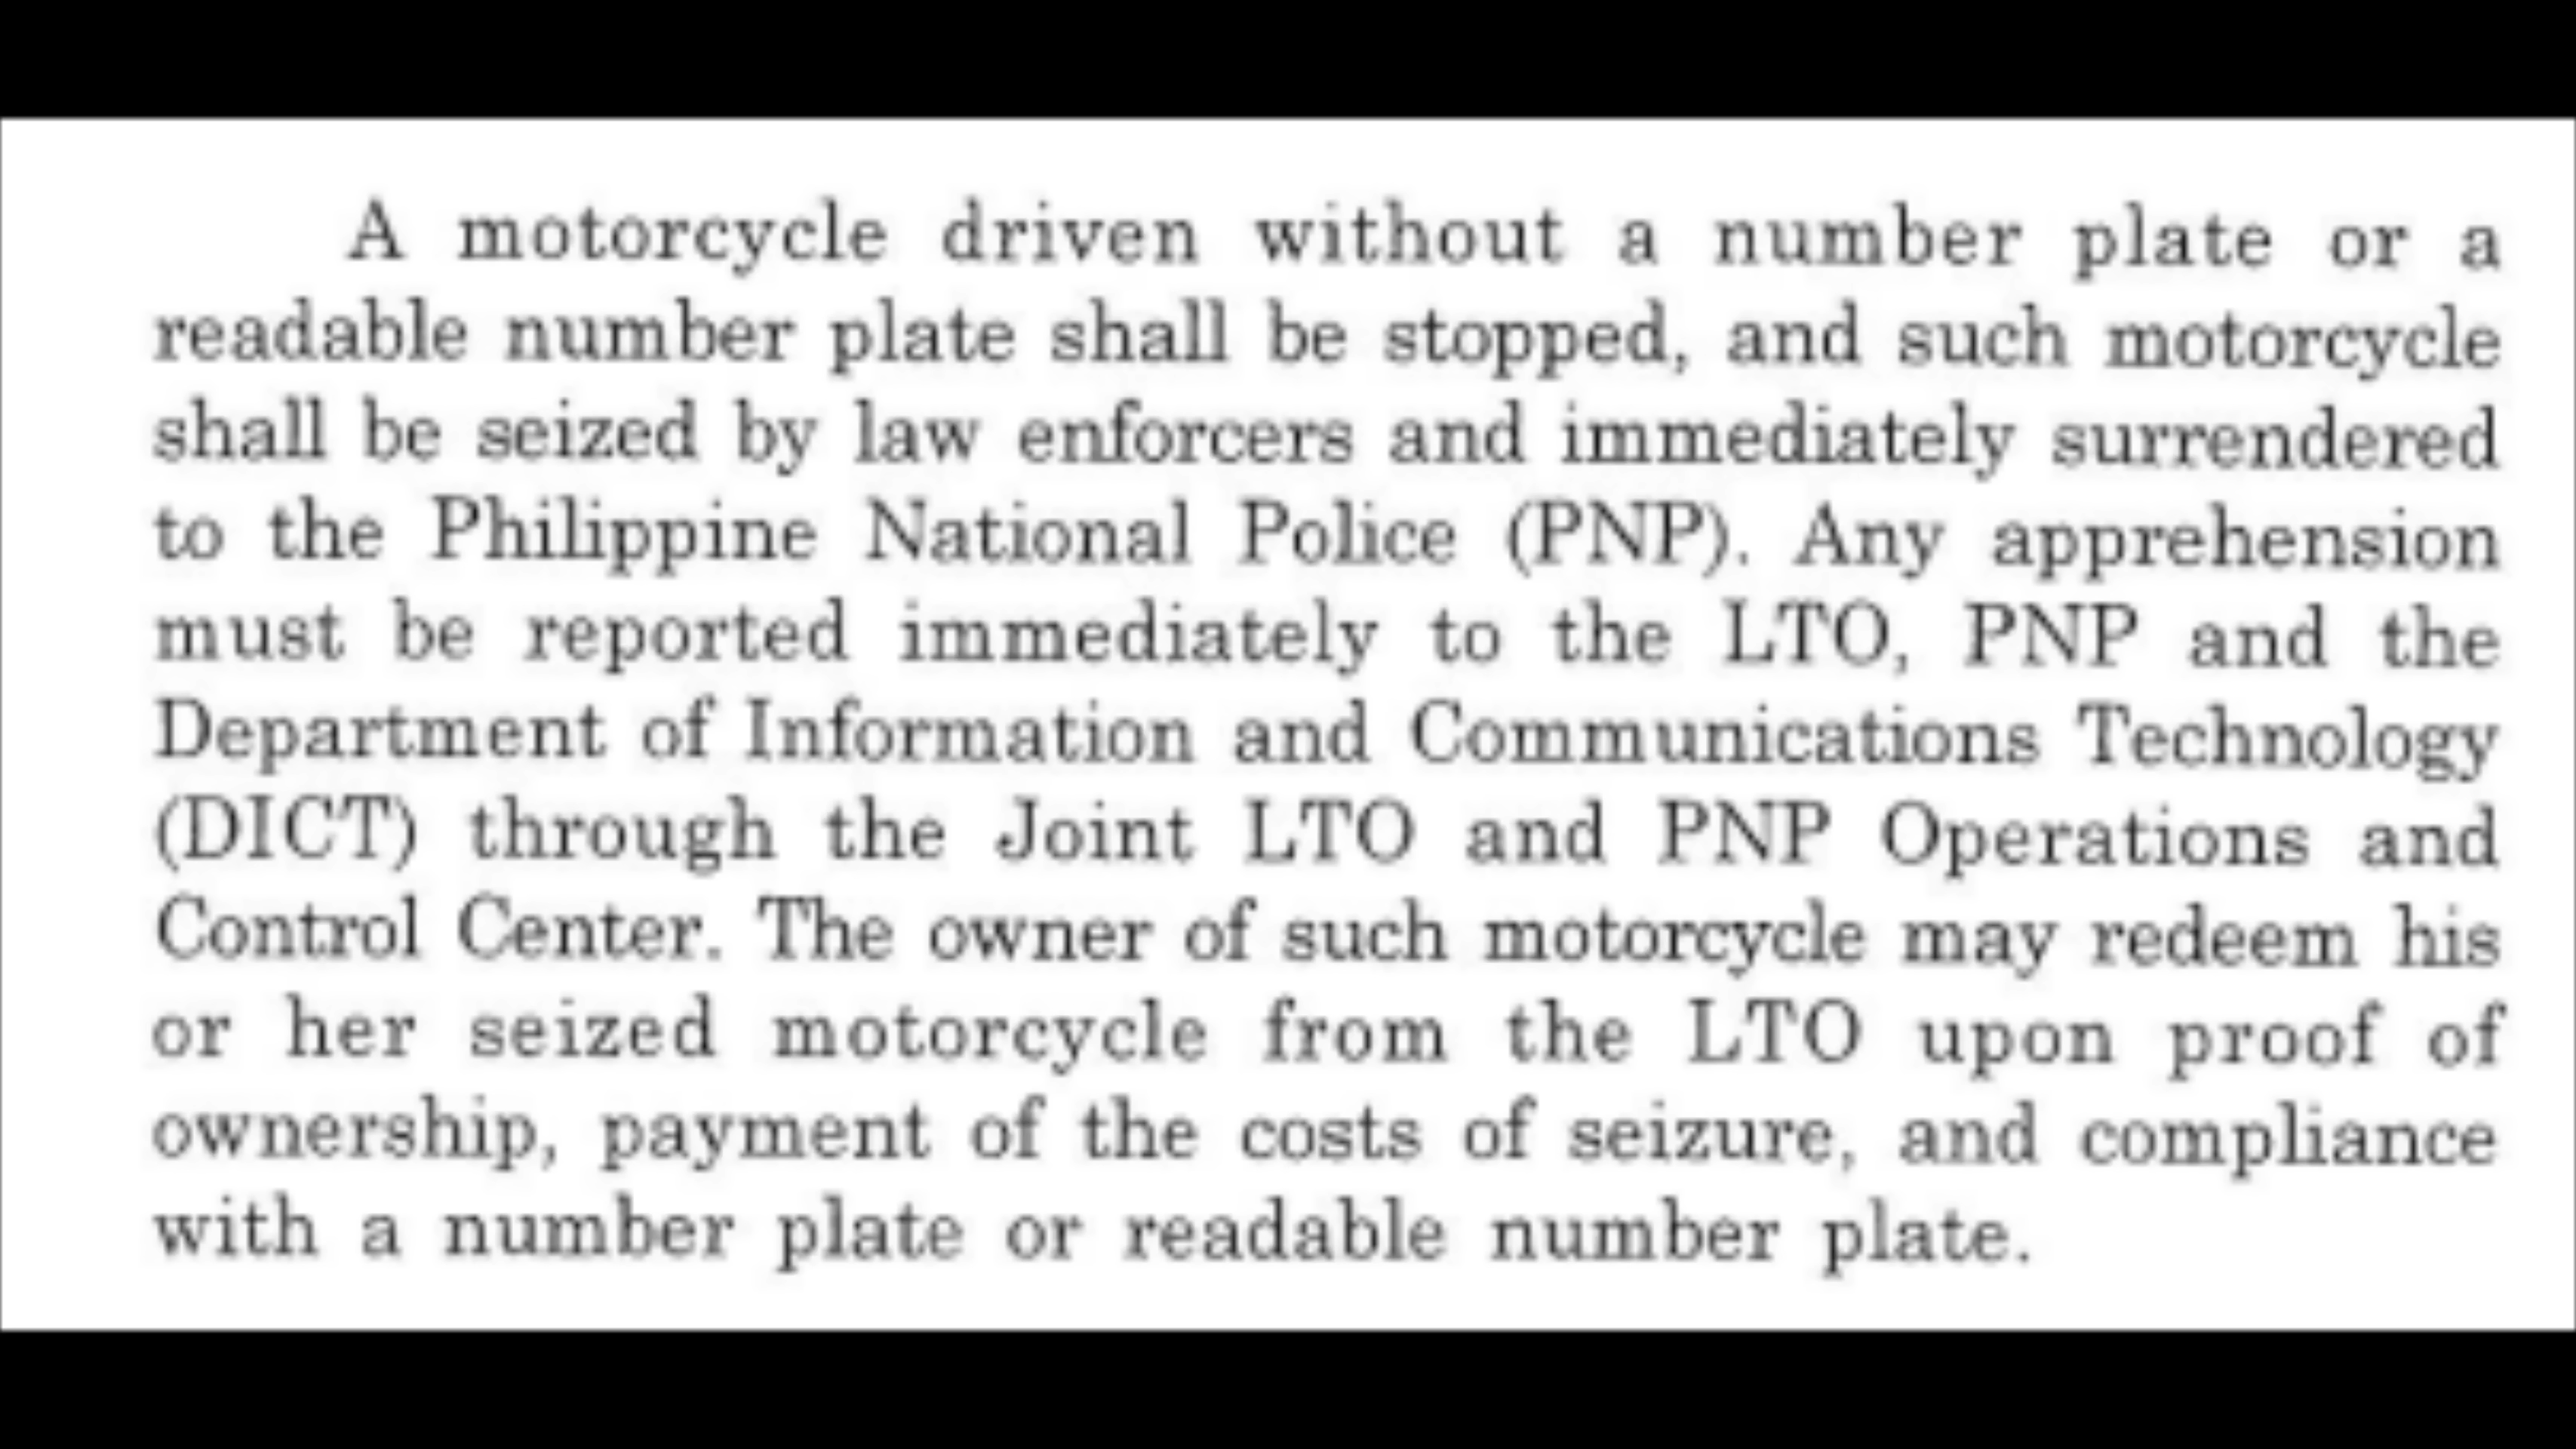 A motorcycle driven without a number plate or a
readable number plate shall be stopped, and such motorcycle
shall be seized by law enforcers and immediately surrendered
to the Philippine National Police (PNP). Any apprehension
must be reported immediately to the LTO, PNP and the
Department of Information and Communications Technology
(DICT) through the Joint LTO and PNP Operations and
Control Center. The owner of such motorcycle may redeem his
or her seized motorcycle from the LTO upon proof of
ownership, payment of the costs of seizure, and compliance
with a number plate or readable number plate.